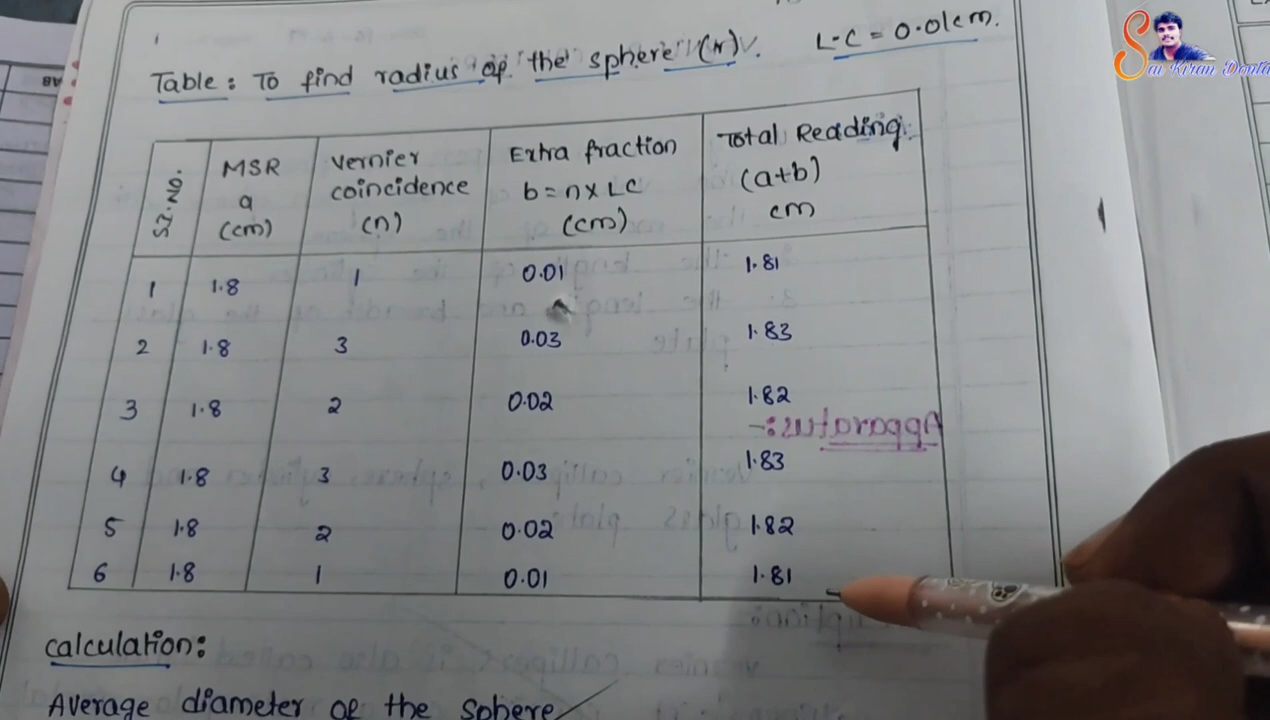 Table: To find radius of the sphere (r). L.C = 0.01cm.
Sl.No. MSR a (cm) Vernier coincidence (n) Extra fraction b = n x LC (cm) Total Reading (a+b) cm
1 1.8 1 0.01 1.81
2 1.8 3 0.03 1.83
3 1.8 2 0.02 1.82
4 1.8 3 0.03 1.83
5 1.8 2 0.02 1.82
6 1.8 1 0.01 1.81
Apparatus:-
calculation:
Average diameter of the sphere
Sai Kiran Donta